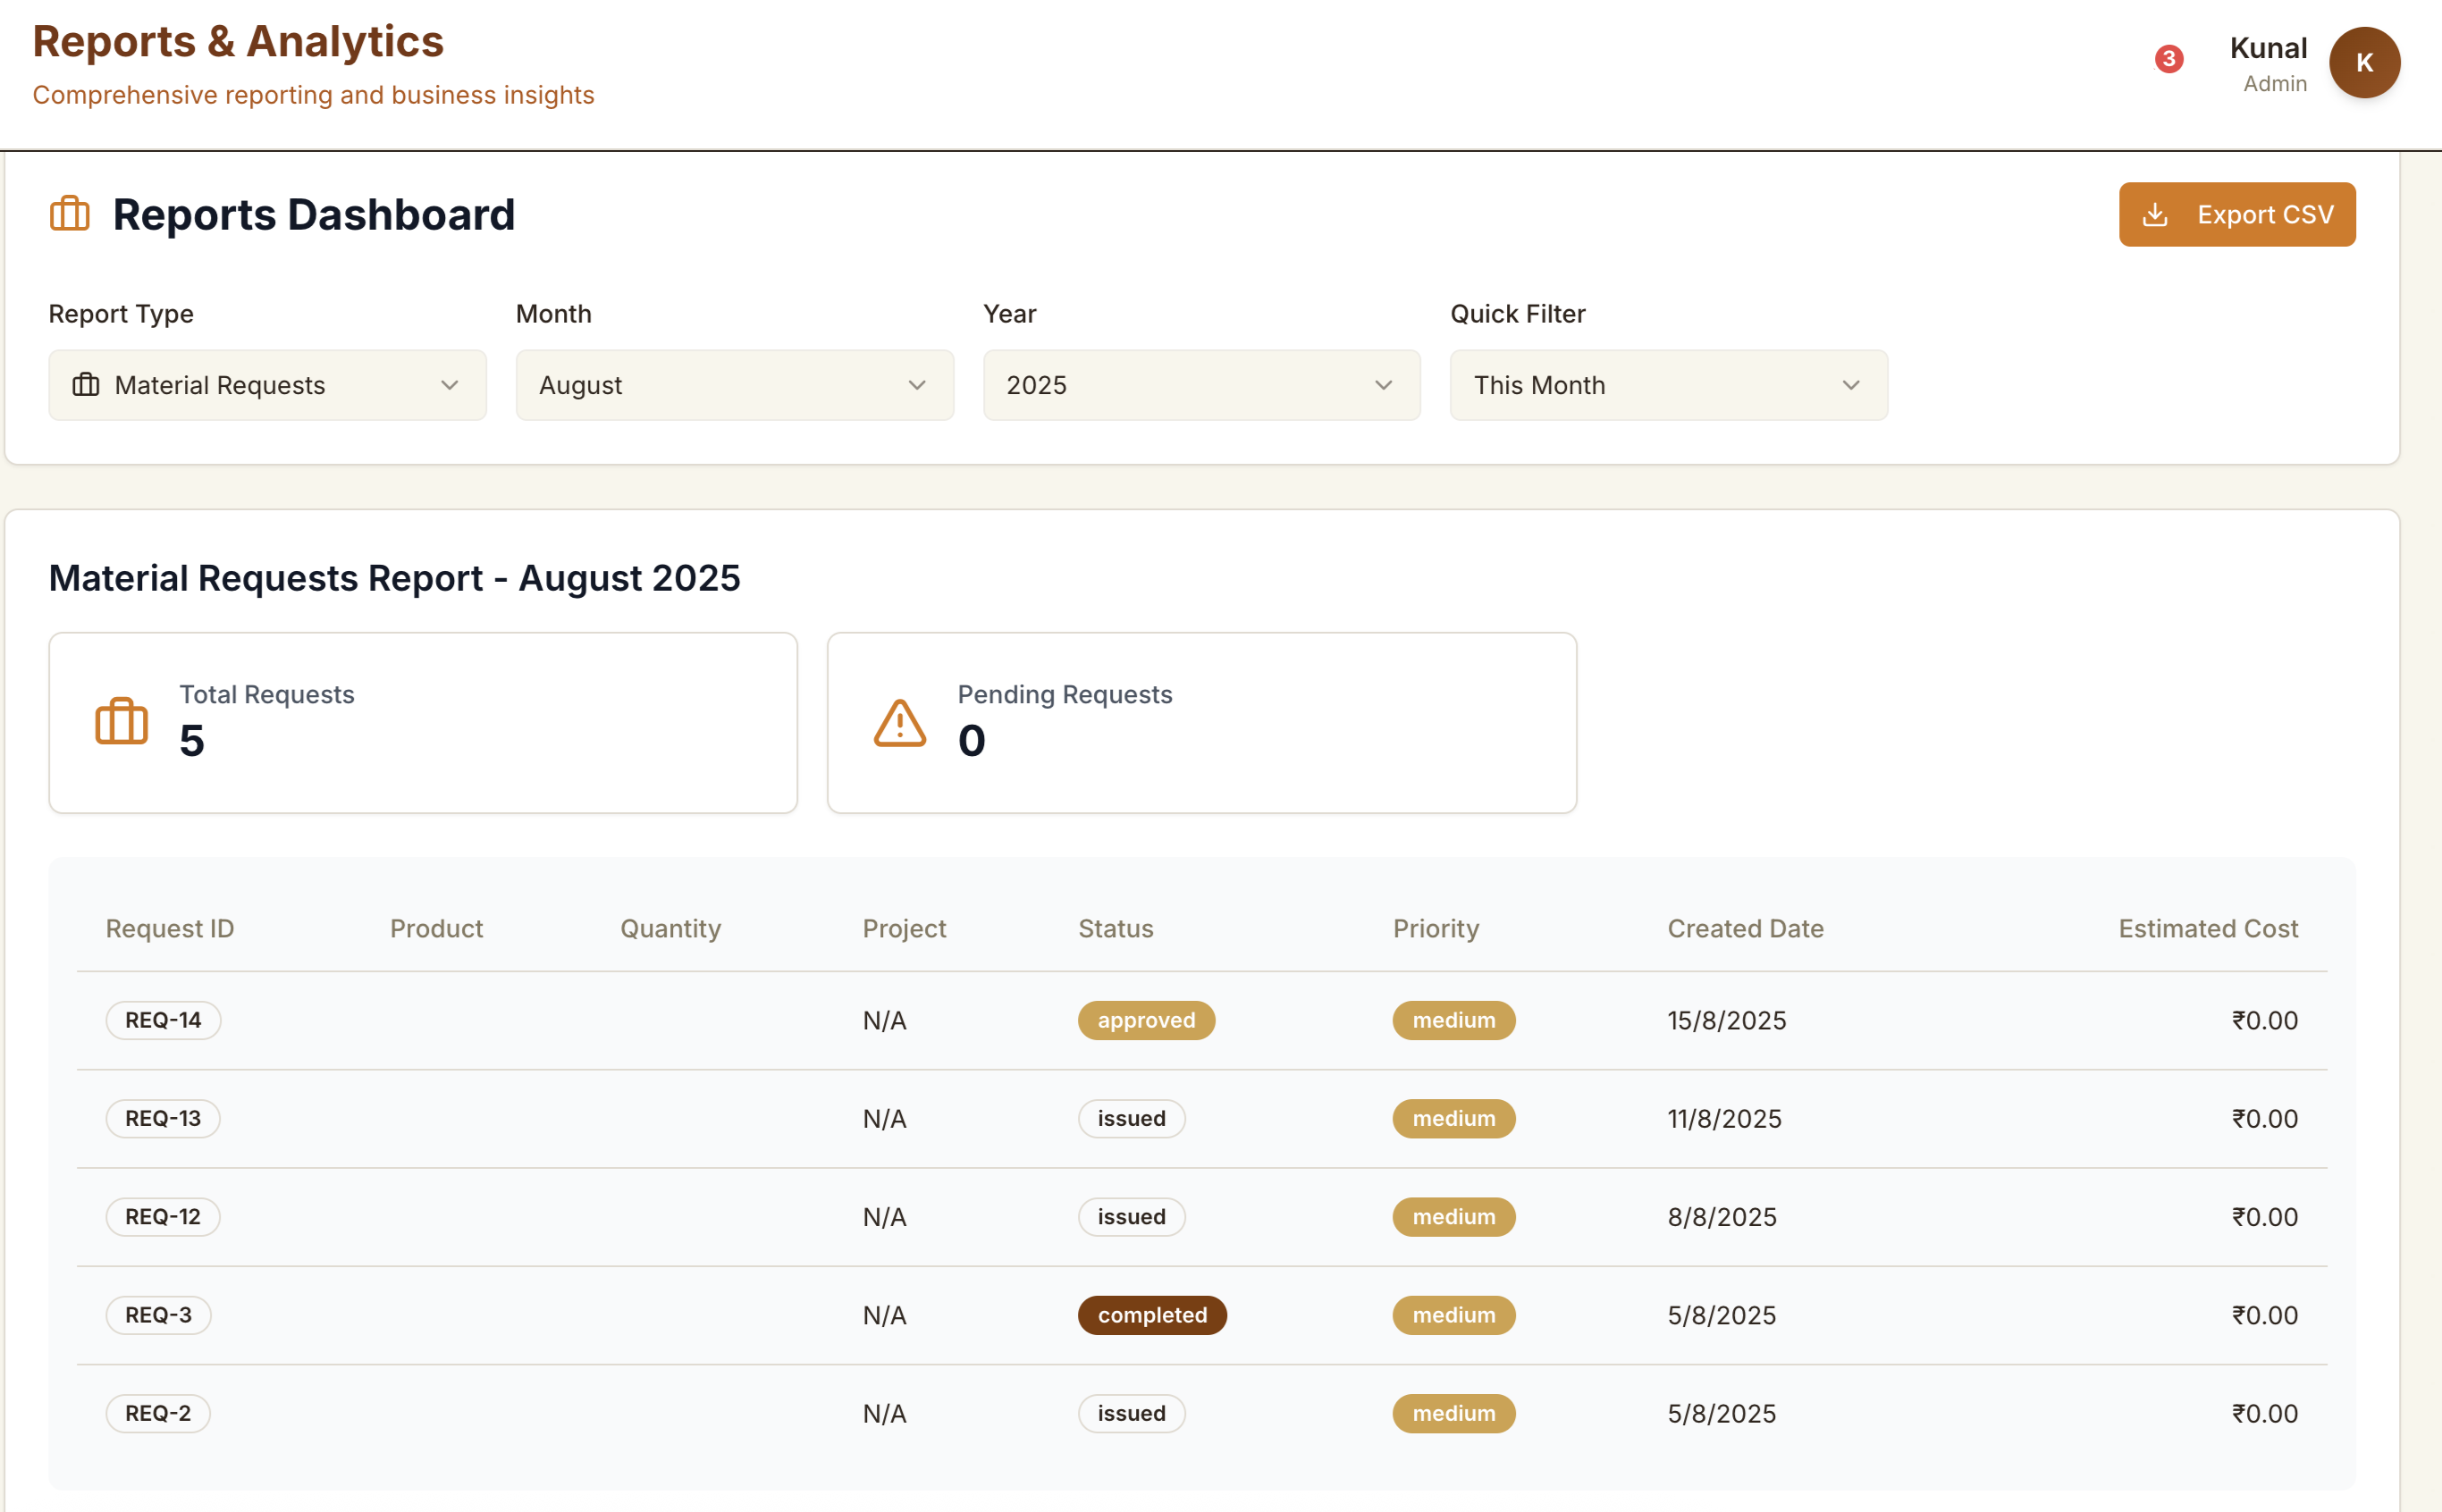 Reports & Analytics
Comprehensive reporting and business insights
3
Kunal
Admin
K
Reports Dashboard
Export CSV
Report Type
Month
Year
Quick Filter
Material Requests
August
2025
This Month
Material Requests Report - August 2025
Total Requests
5
Pending Requests
0
Request ID Product Quantity Project Status Priority Created Date Estimated Cost
REQ-14 N/A approved medium 15/8/2025 ₹0.00
REQ-13 N/A issued medium 11/8/2025 ₹0.00
REQ-12 N/A issued medium 8/8/2025 ₹0.00
REQ-3 N/A completed medium 5/8/2025 ₹0.00
REQ-2 N/A issued medium 5/8/2025 ₹0.00